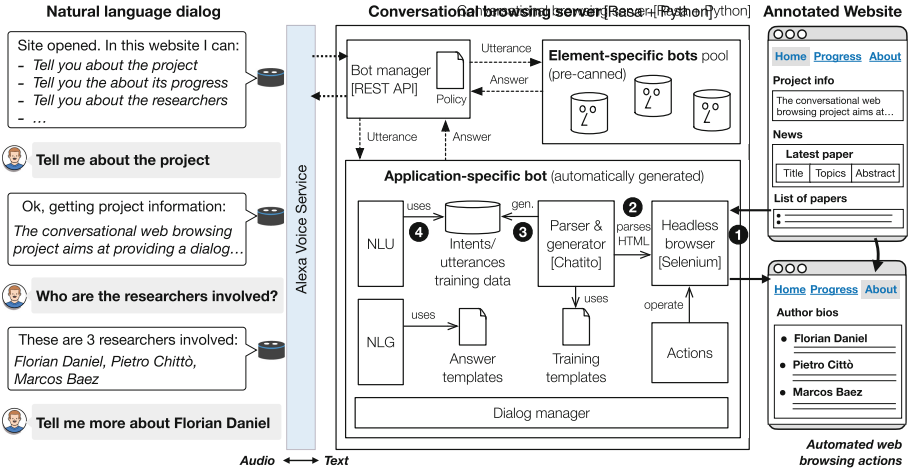 Natural language dialog
Site opened. In this website I can:
- Tell you about the project
- Tell you the about its progress
- Tell you about the researchers
- ...
Tell me about the project
Ok, getting project information:
The conversational web browsing
project aims at providing a dialog…
Who are the researchers involved?
These are 3 researchers involved:
Florian Daniel, Pietro Chittò,
Marcos Baez
Tell me more about Florian Daniel
Audio
Text
Alexa Voice Service
Conversational browsing server [Rasa + Python]
Bot manager
[REST API]
Policy
Utterance
Answer
Element-specific bots pool
(pre-canned)
Utterance
Answer
Application-specific bot (automatically generated)
NLU
uses
4
Intents/
utterances
training data
gen.
3
Parser &
generator
[Chatito]
2
parses
HTML
Headless
browser
[Selenium]
1
NLG
uses
Answer
templates
uses
Training
templates
operate
Actions
Dialog manager
Annotated Website
Home Progress About
Project info
The conversational web
browsing project aims at…
News
Latest paper
Title Topics Abstract
List of papers
Home Progress About
Author bios
Florian Daniel
Pietro Cittò
Marcos Baez
Automated web
browsing actions